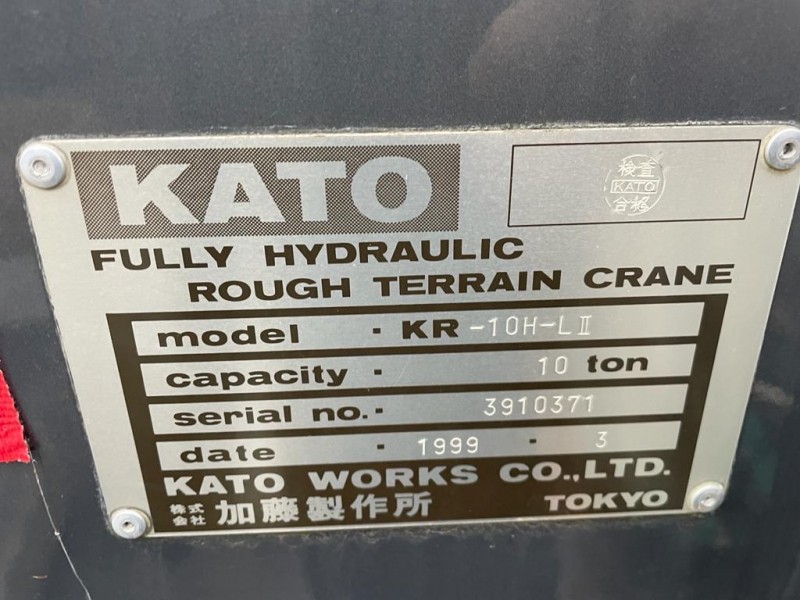 KATO
検査
KATO
合格
FULLY HYDRAULIC
ROUGH TERRAIN CRANE
model · KR -10H-LⅡ
capacity · 10 ton
serial no. · 3910371
date · 1999 · 3
KATO WORKS CO.,LTD.
株式会社 加藤製作所 TOKYO